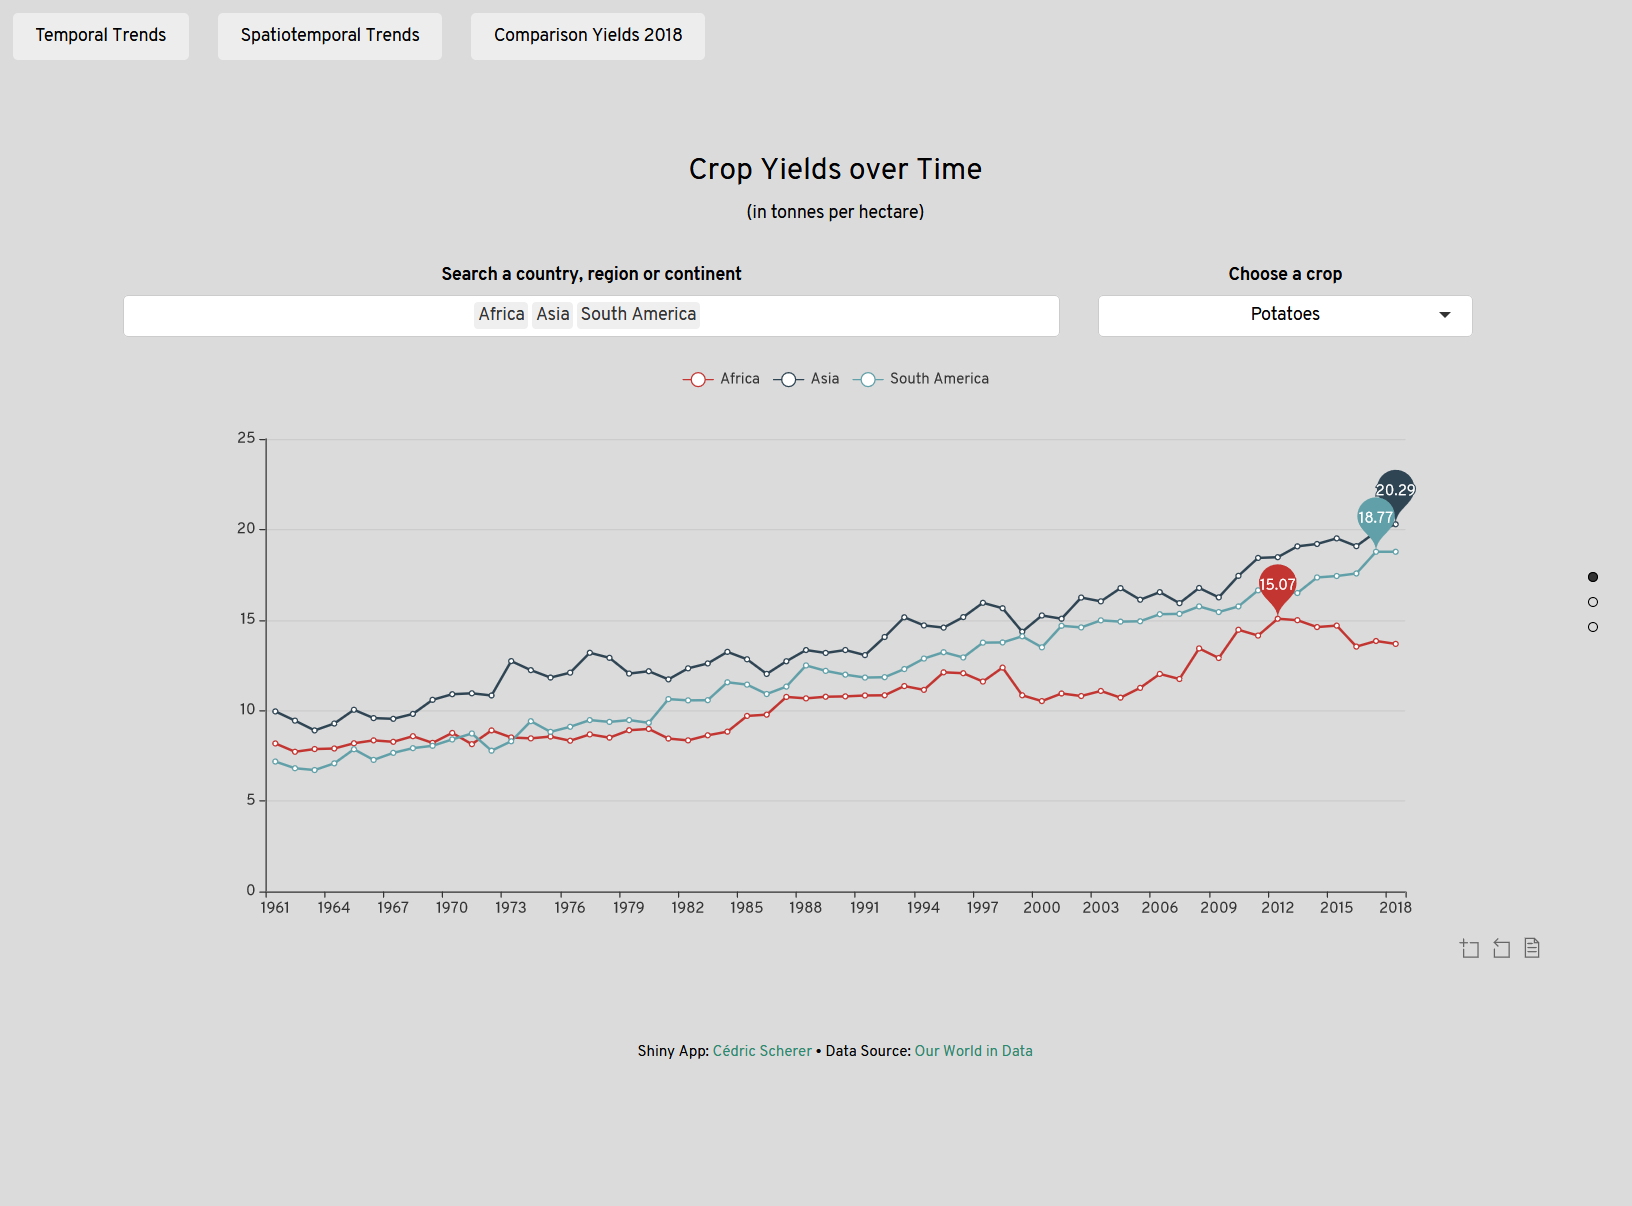 Temporal Trends
Spatiotemporal Trends
Comparison Yields 2018
Crop Yields over Time
(in tonnes per hectare)
Search a country, region or continent
Choose a crop
Africa Asia South America
Potatoes
Africa Asia South America
25
20
15
10
5
0
20.29
18.77
15.07
1961 1964 1967 1970 1973 1976 1979 1982 1985 1988 1991 1994 1997 2000 2003 2006 2009 2012 2015 2018
Shiny App: Cédric Scherer • Data Source: Our World in Data